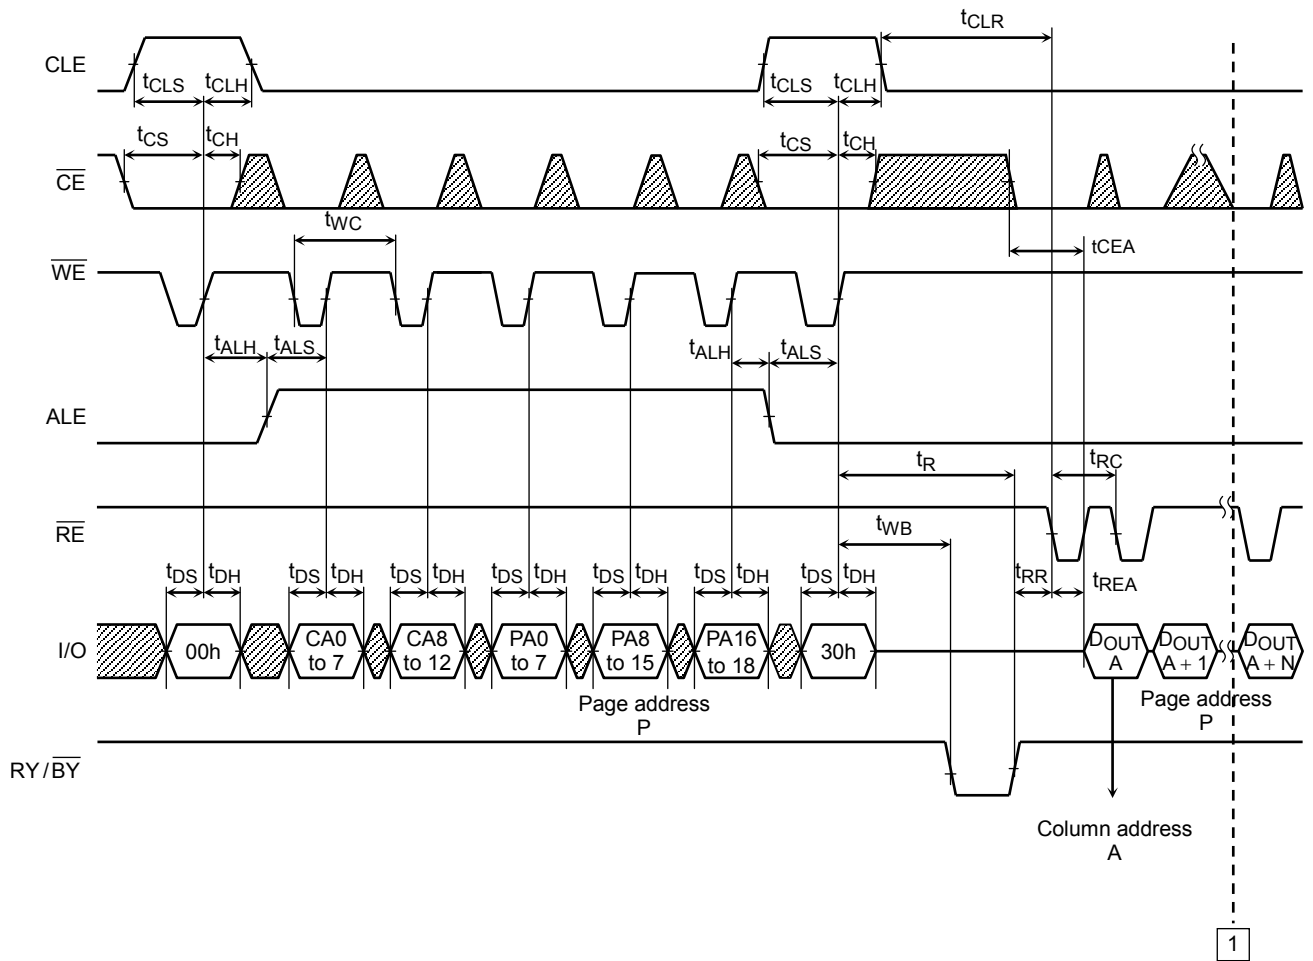 tCLR
CLE
tCLS tCLH tCLS tCLH
tCS tCH tCS tCH
CE
tWC
tCEA
WE
tALH tALS tALH tALS
ALE
tR tRC
RE
tWB
tDS tDH tDS tDH tDS tDH tDS tDH tDS tDH tDS tDH tDS tDH tRR tREA
I/O
00h
CA0
to 7
CA8
to 12
PA0
to 7
PA8
to 15
PA16
to 18
30h
DOUT
A
DOUT
A + 1
DOUT
A + N
Page address
P
Page address
P
RY/BY
Column address
A
1